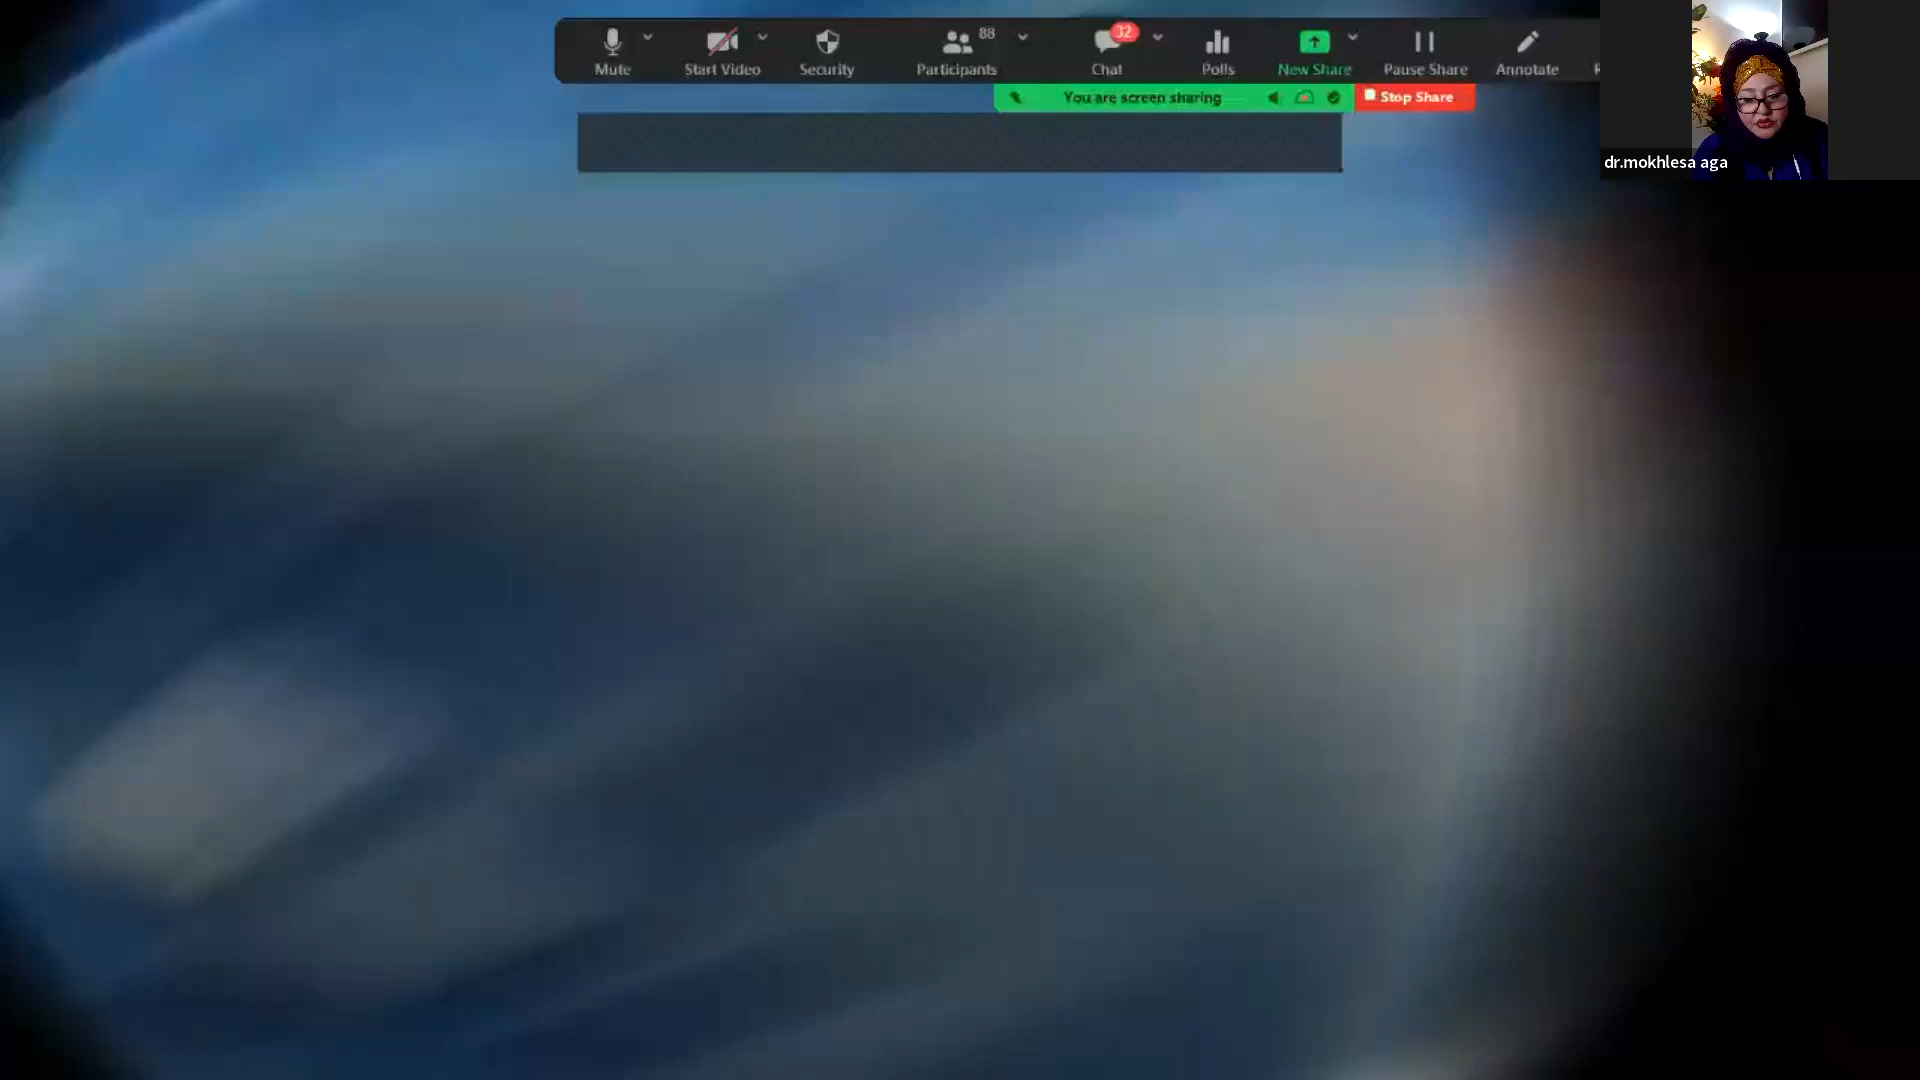 88
32
Mute
Start Video
Security
Participants
Chat
Polls
New Share
Pause Share
Annotate
You are screen sharing
Stop Share
dr.mokhlesa aga